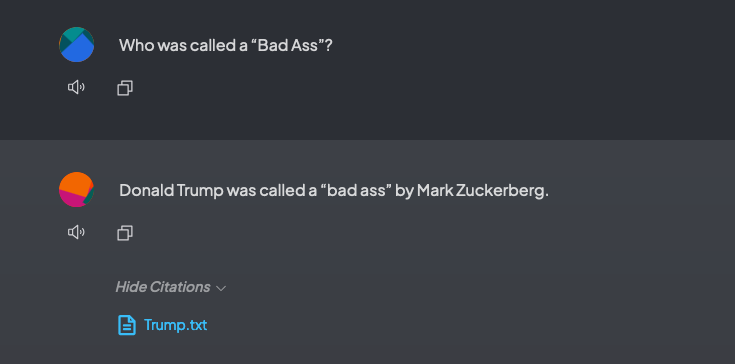 Who was called a “Bad Ass”?
Donald Trump was called a “bad ass” by Mark Zuckerberg.
Hide Citations
Trump.txt